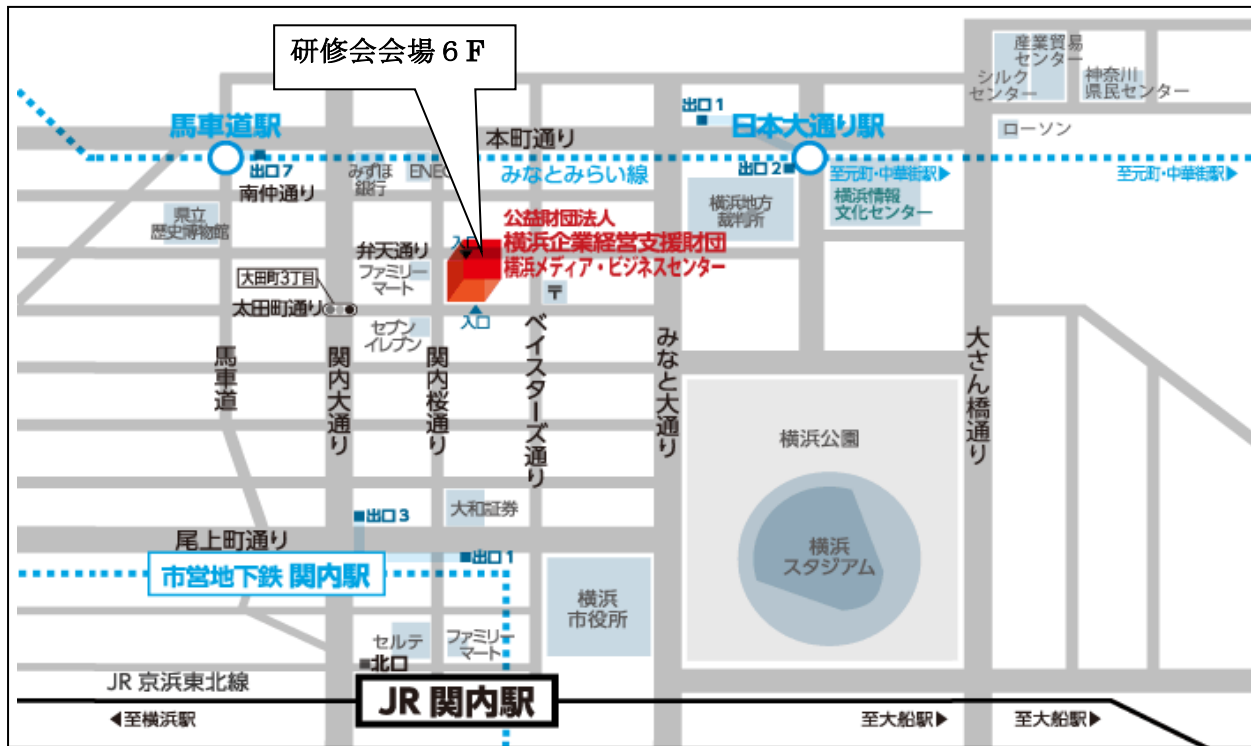 研修会会場６F
産業貿易
センター
シルク
センター
神奈川
県民センター
ローソン
出口1
馬車道駅
日本大通り駅
本町通り
出口7
みずほ
銀行
ENEO
みなとみらい線
出口2
至元町・中華街駅▶
至元町・中華街駅▶
南仲通り
横浜地方
裁判所
横浜情報
文化センター
県立
歴史博物館
公益財団法人
横浜企業経営支援財団
横浜メディア・ビジネスセンター
入口
弁天通り
ファミリー
マート
大田町3丁目
太田町通り
〒
入口
セブン
イレブン
馬車道
関内大通り
関内桜通り
ベイスターズ通り
みなと大通り
大さん橋通り
横浜公園
横浜
スタジアム
大和証券
出口3
尾上町通り
出口1
市営地下鉄 関内駅
横浜
市役所
セルテ
ファミリー
マート
北口
JR 京浜東北線
JR 関内駅
◀至横浜駅
至大船駅▶
至大船駅▶